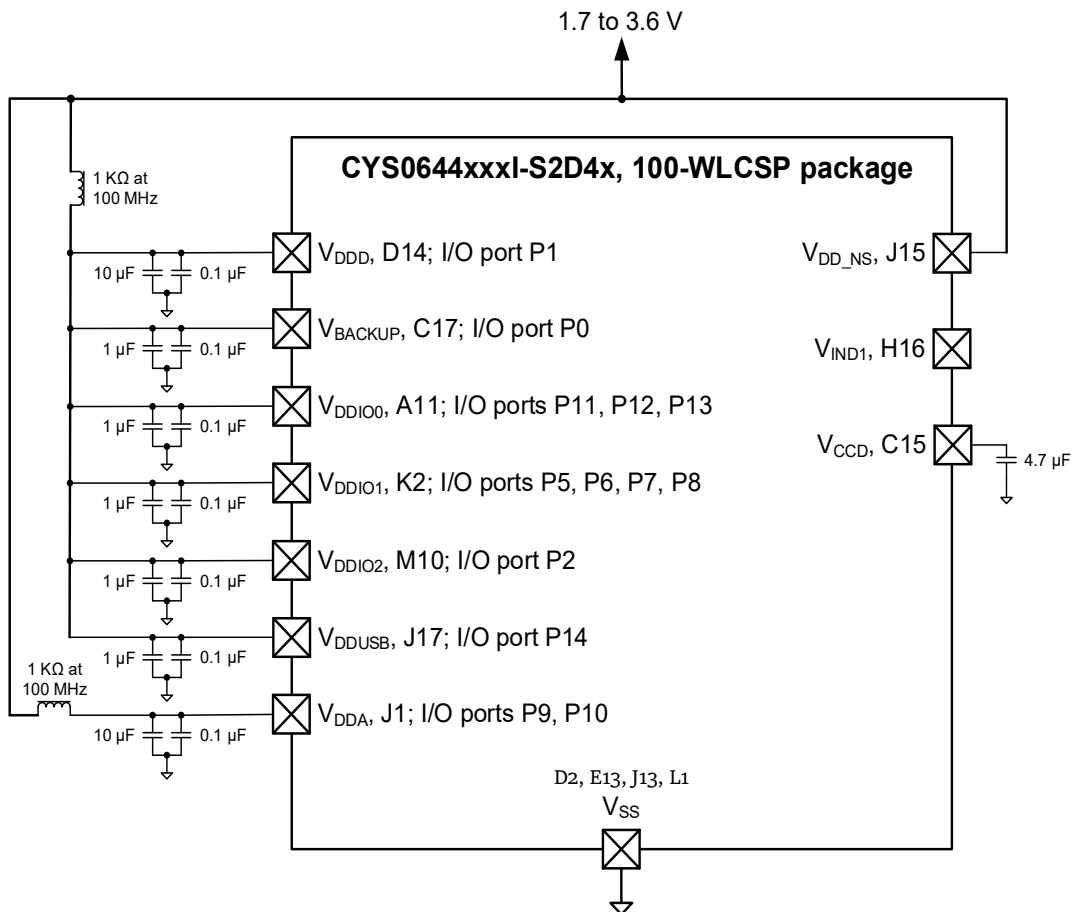 1.7 to 3.6 V
CYS0644xxxI-S2D4x, 100-WLCSP package
1 KΩ at
100 MHz
10 µF
0.1 µF
VDDD, D14; I/O port P1
VDD_NS, J15
1 µF
0.1 µF
VBACKUP, C17; I/O port P0
VIND1, H16
1 µF
0.1 µF
VDDIO0, A11; I/O ports P11, P12, P13
VCCD, C15
4.7 µF
1 µF
0.1 µF
VDDIO1, K2; I/O ports P5, P6, P7, P8
1 µF
0.1 µF
VDDIO2, M10; I/O port P2
1 µF
0.1 µF
VDDUSB, J17; I/O port P14
1 KΩ at
100 MHz
10 µF
0.1 µF
VDDA, J1; I/O ports P9, P10
D2, E13, J13, L1
VSS